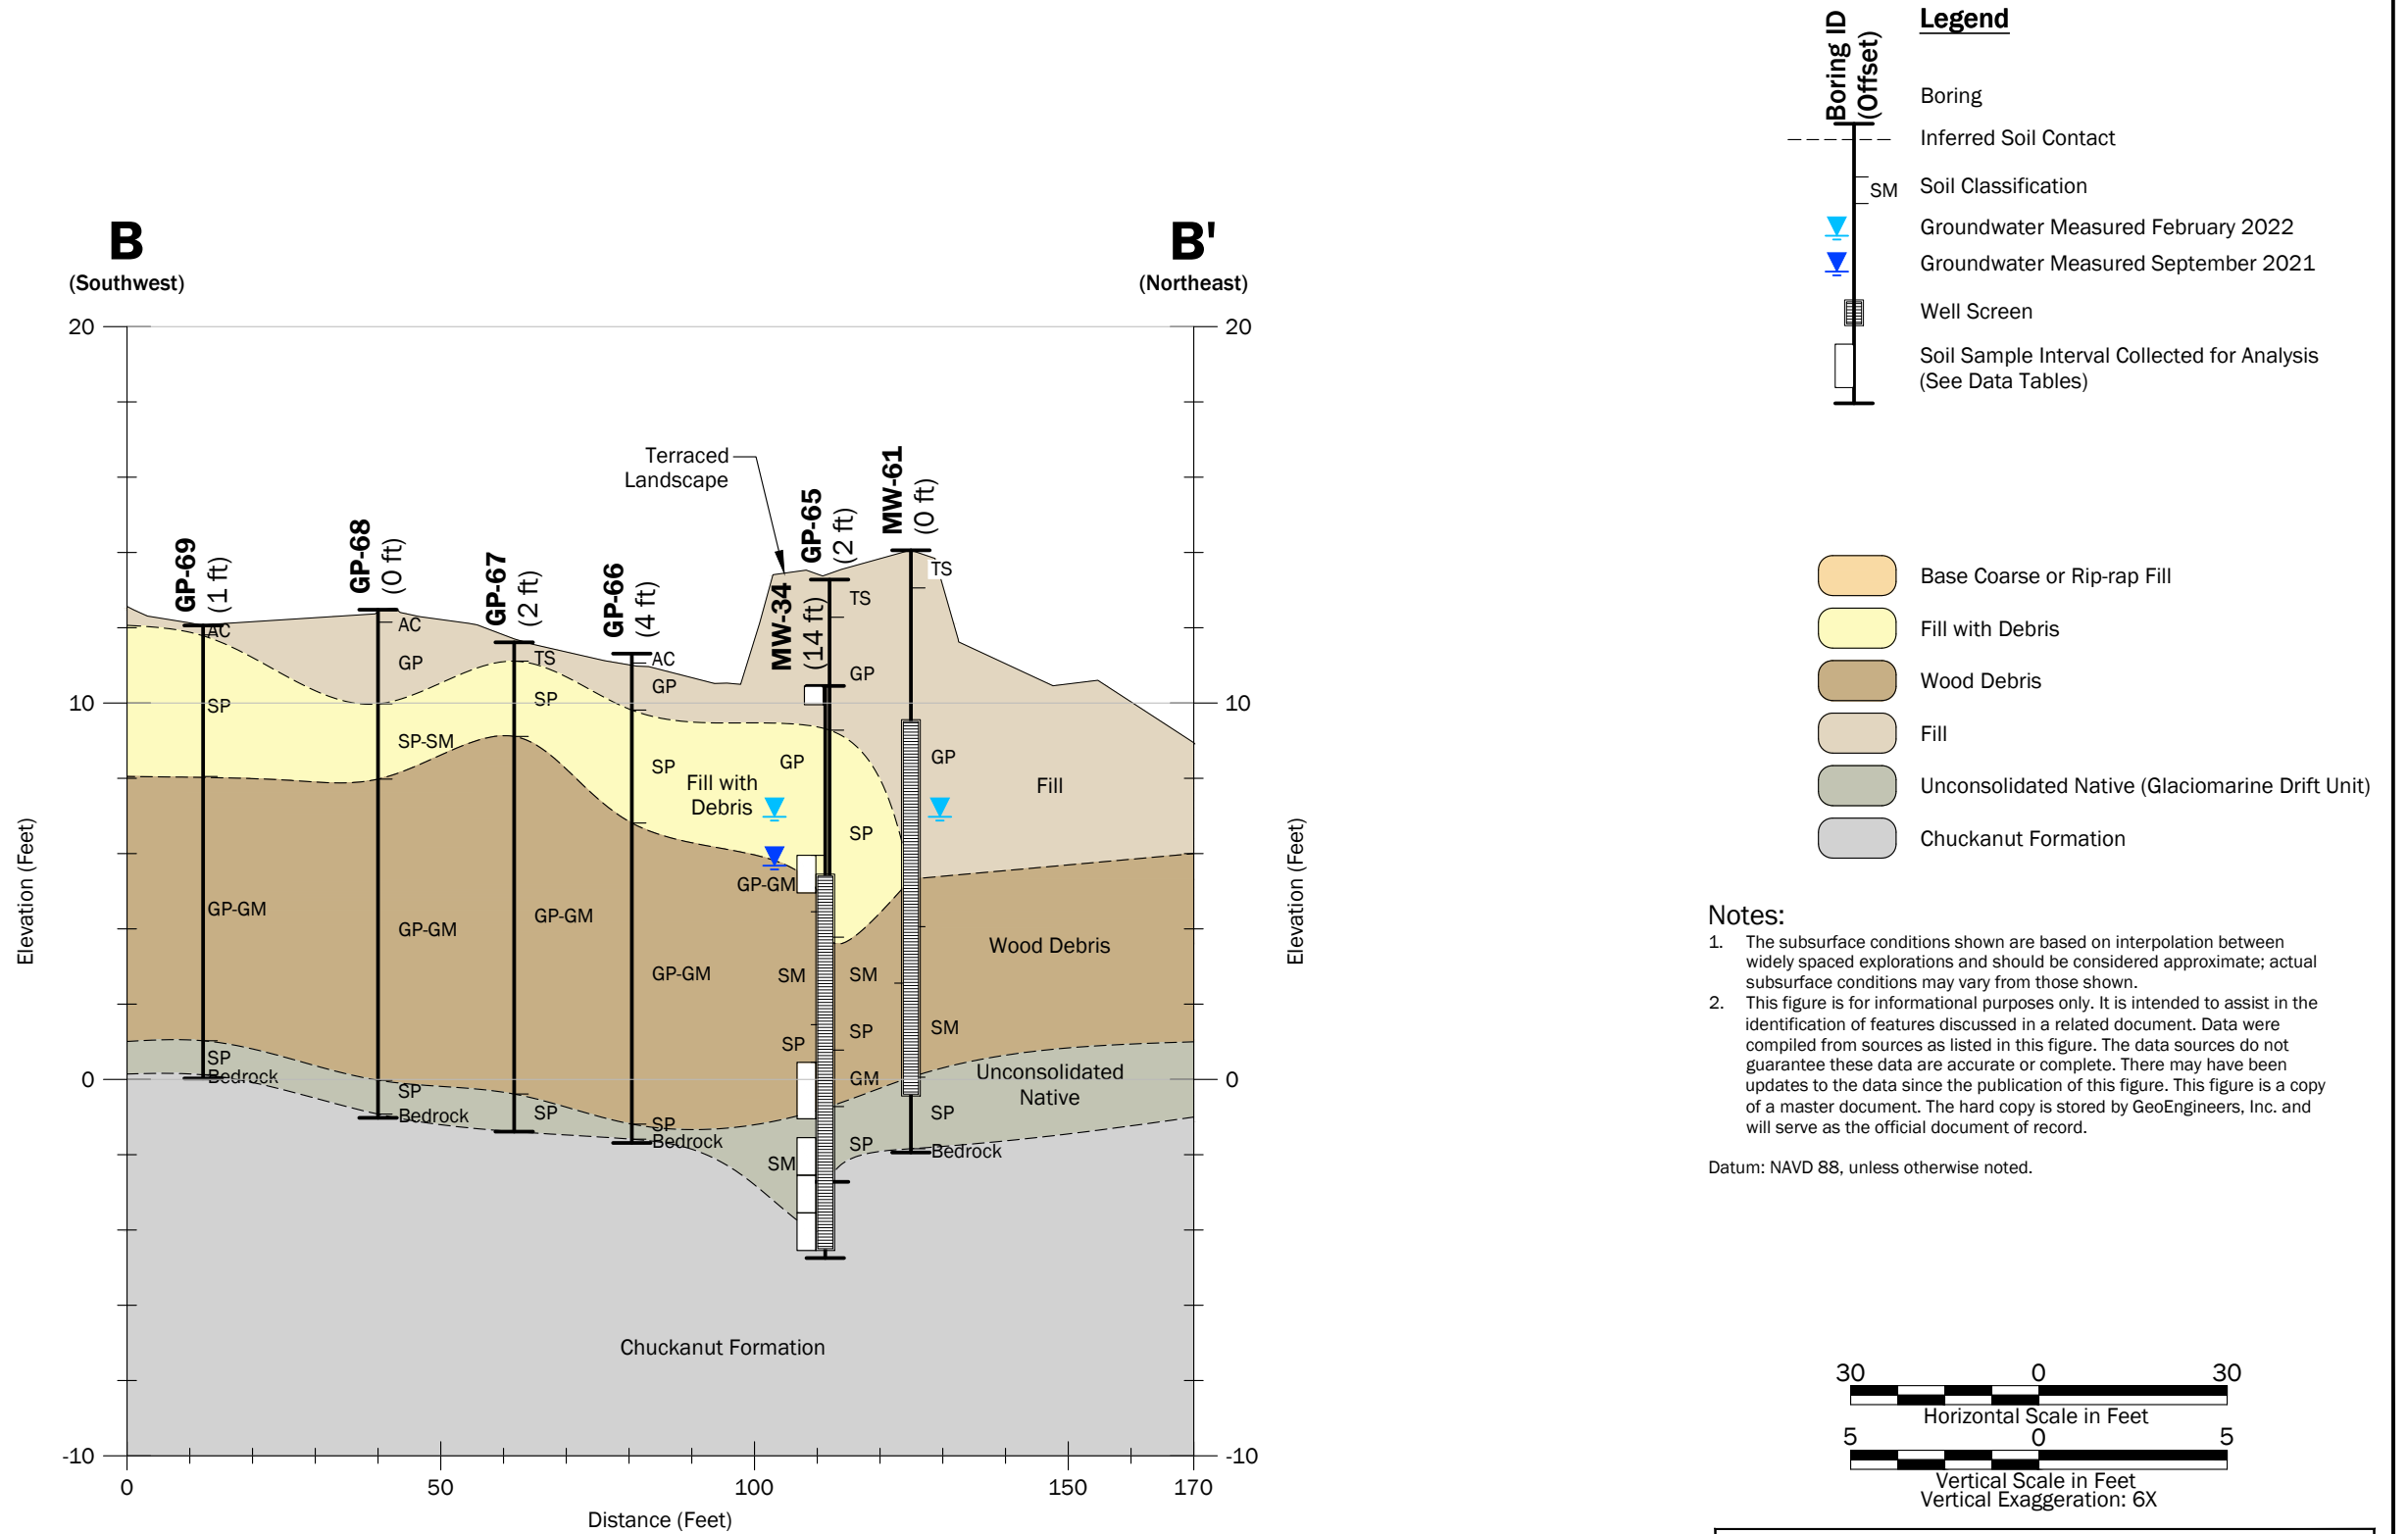 B
(Southwest)
B'
(Northeast)
20
20
10
10
0
0
-10
-10
Elevation (Feet)
Elevation (Feet)
0
50
100
150
170
Distance (Feet)
Terraced
Landscape
GP-69
(1 ft)
GP-68
(0 ft)
GP-67
(2 ft)
GP-66
(4 ft)
MW-34
(14 ft)
GP-65
(2 ft)
MW-61
(0 ft)
AC
SP
GP-GM
SP
Bedrock
AC
GP
SP-SM
GP-GM
SP
Bedrock
TS
SP
GP-GM
SP
AC
GP
SP
GP-GM
SP
Bedrock
Fill with
Debris
GP
GP-GM
SM
SP
SM
TS
GP
SP
SM
SP
GM
SP
TS
GP
SM
SP
Bedrock
Fill
Wood Debris
Unconsolidated
Native
Chuckanut Formation
Legend
Boring ID
(Offset)
Boring
Inferred Soil Contact
SM
Soil Classification
Groundwater Measured February 2022
Groundwater Measured September 2021
Well Screen
Soil Sample Interval Collected for Analysis
(See Data Tables)
Base Coarse or Rip-rap Fill
Fill with Debris
Wood Debris
Fill
Unconsolidated Native (Glaciomarine Drift Unit)
Chuckanut Formation
Notes:
1. The subsurface conditions shown are based on interpolation between
widely spaced explorations and should be considered approximate; actual
subsurface conditions may vary from those shown.
2. This figure is for informational purposes only. It is intended to assist in the
identification of features discussed in a related document. Data were
compiled from sources as listed in this figure. The data sources do not
guarantee these data are accurate or complete. There may have been
updates to the data since the publication of this figure. This figure is a copy
of a master document. The hard copy is stored by GeoEngineers, Inc. and
will serve as the official document of record.
Datum: NAVD 88, unless otherwise noted.
30 0 30
Horizontal Scale in Feet
5 0 5
Vertical Scale in Feet
Vertical Exaggeration: 6X